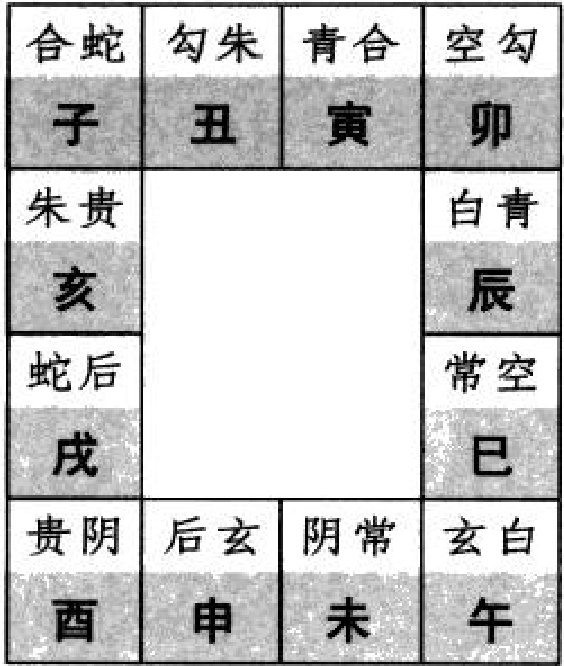 合蛇 勾朱 青合 空勾
子 丑 寅 卯
朱贵 白青
亥 辰
蛇后 常空
戌 巳
贵阴 后玄 阴常 玄白
酉 申 未 午